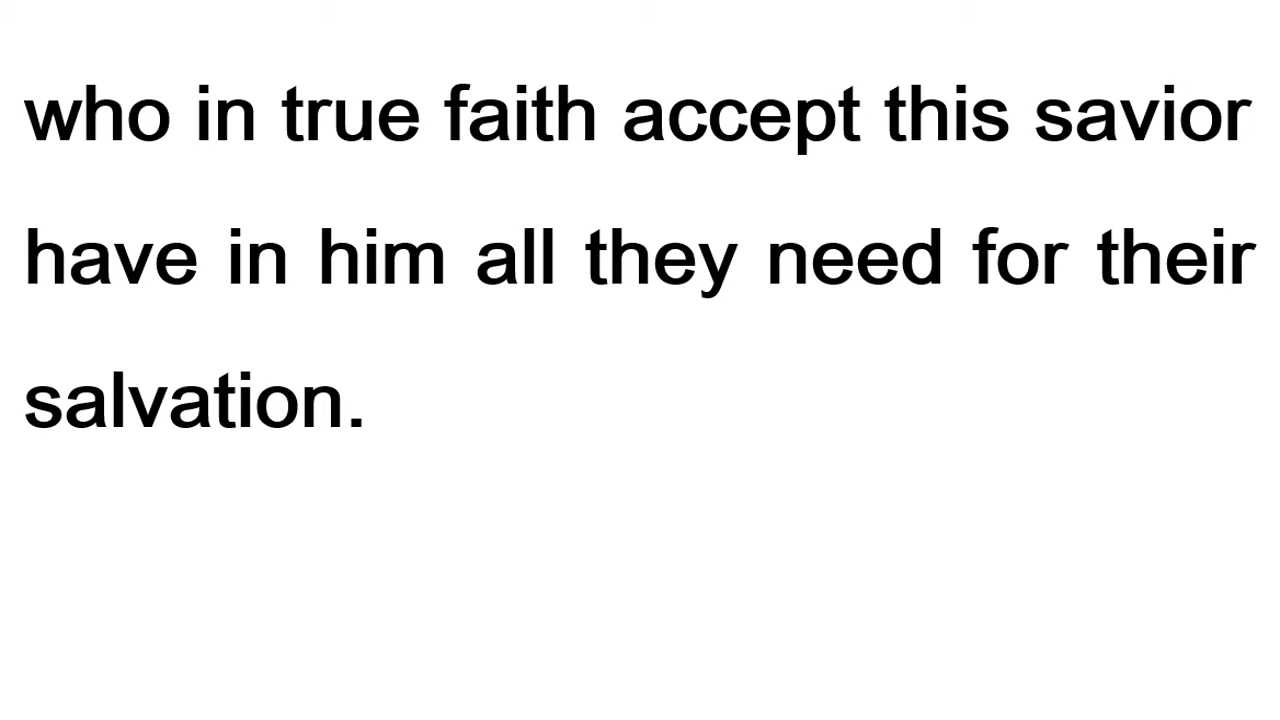 who in true faith accept this savior
have in him all they need for their
salvation.